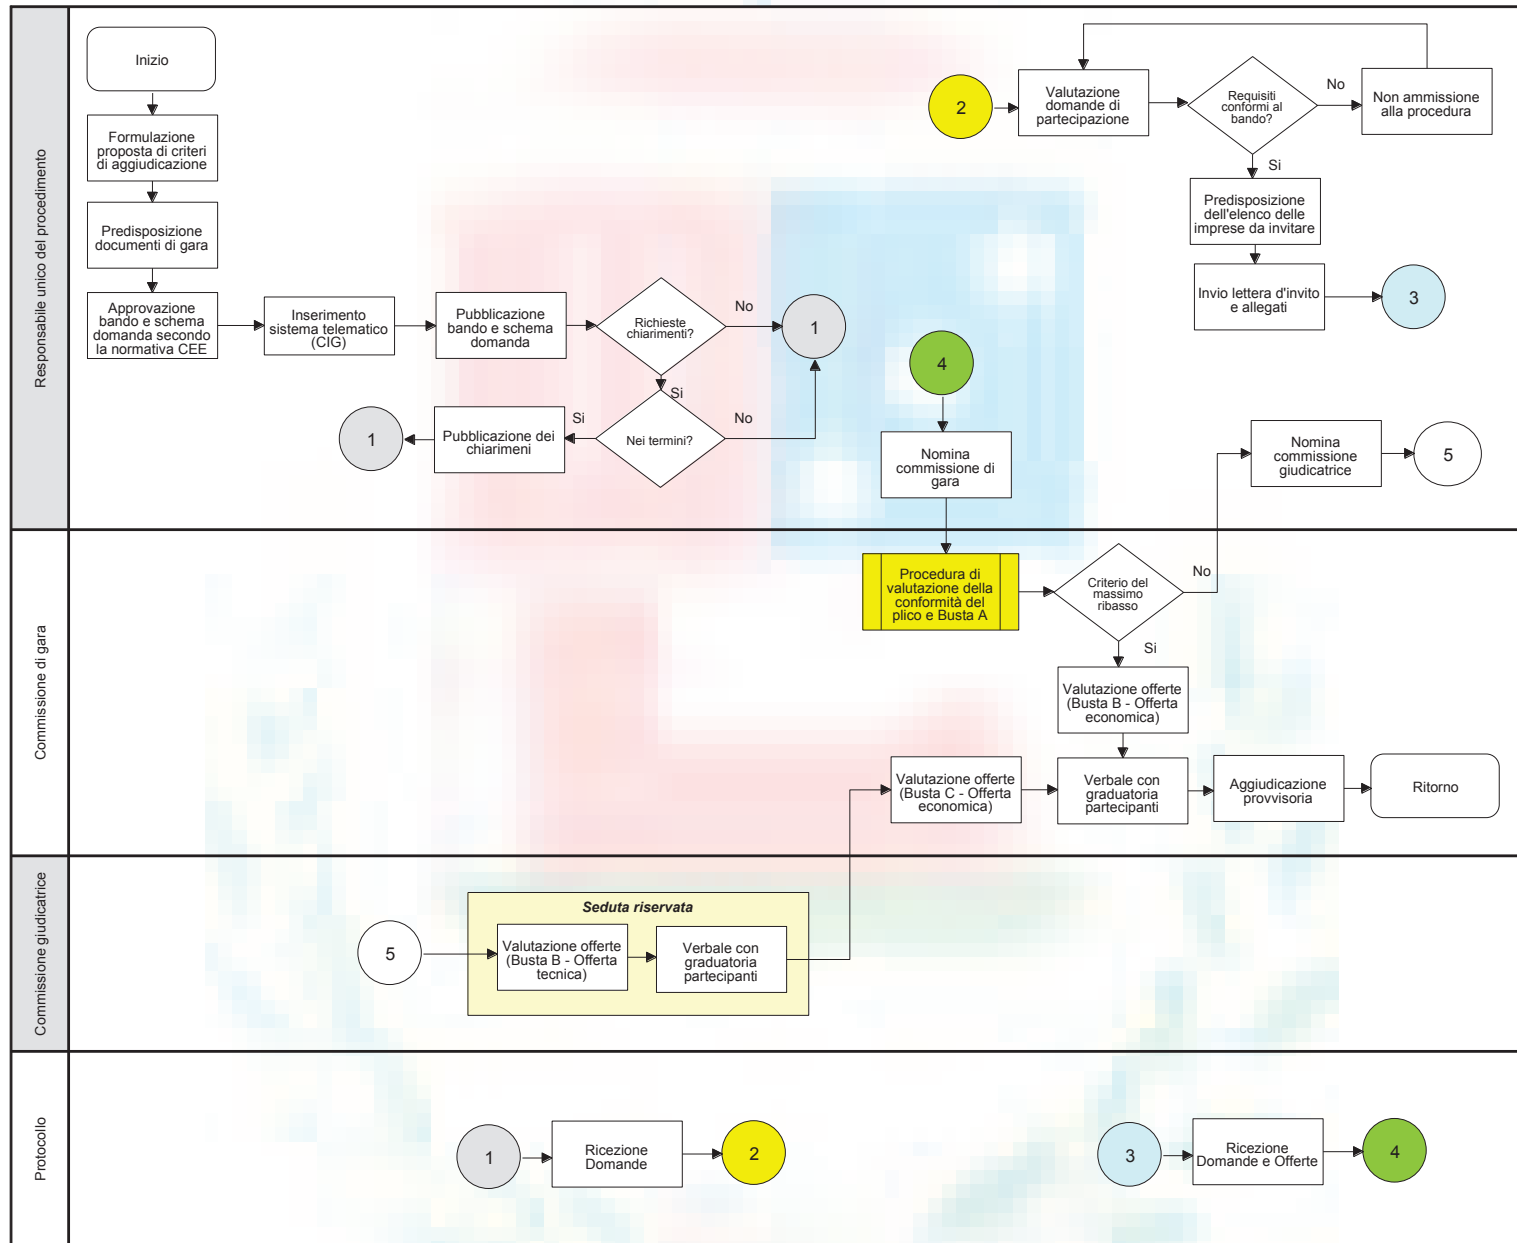 Responsabile unico del procedimento
Inizio
Formulazione
proposta di criteri
di aggiudicazione
Predisposizione
documenti di gara
Approvazione
bando e schema
domanda secondo
la normativa CEE
Inserimento
sistema telematico
(CIG)
Pubblicazione
bando e schema
domanda
Richieste
chiarimenti?
No
1
Si
Nei termini?
No
Si
Pubblicazione dei
chiarimeni
1
2
Valutazione
domande di
partecipazione
Requisiti
conformi al
bando?
No
Non ammissione
alla procedura
Si
Predisposizione
dell'elenco delle
imprese da invitare
Invio lettera d'invito
e allegati
3
4
Nomina
commissione di
gara
Nomina
commissione
giudicatrice
5
Commissione di gara
Procedura di
valutazione della
conformità del
plico e Busta A
Criterio del
massimo
ribasso
No
Si
Valutazione offerte
(Busta B - Offerta
economica)
Valutazione offerte
(Busta C - Offerta
economica)
Verbale con
graduatoria
partecipanti
Aggiudicazione
provvisoria
Ritorno
Commissione giudicatrice
5
Seduta riservata
Valutazione offerte
(Busta B - Offerta
tecnica)
Verbale con
graduatoria
partecipanti
Protocollo
1
Ricezione
Domande
2
3
Ricezione
Domande e Offerte
4